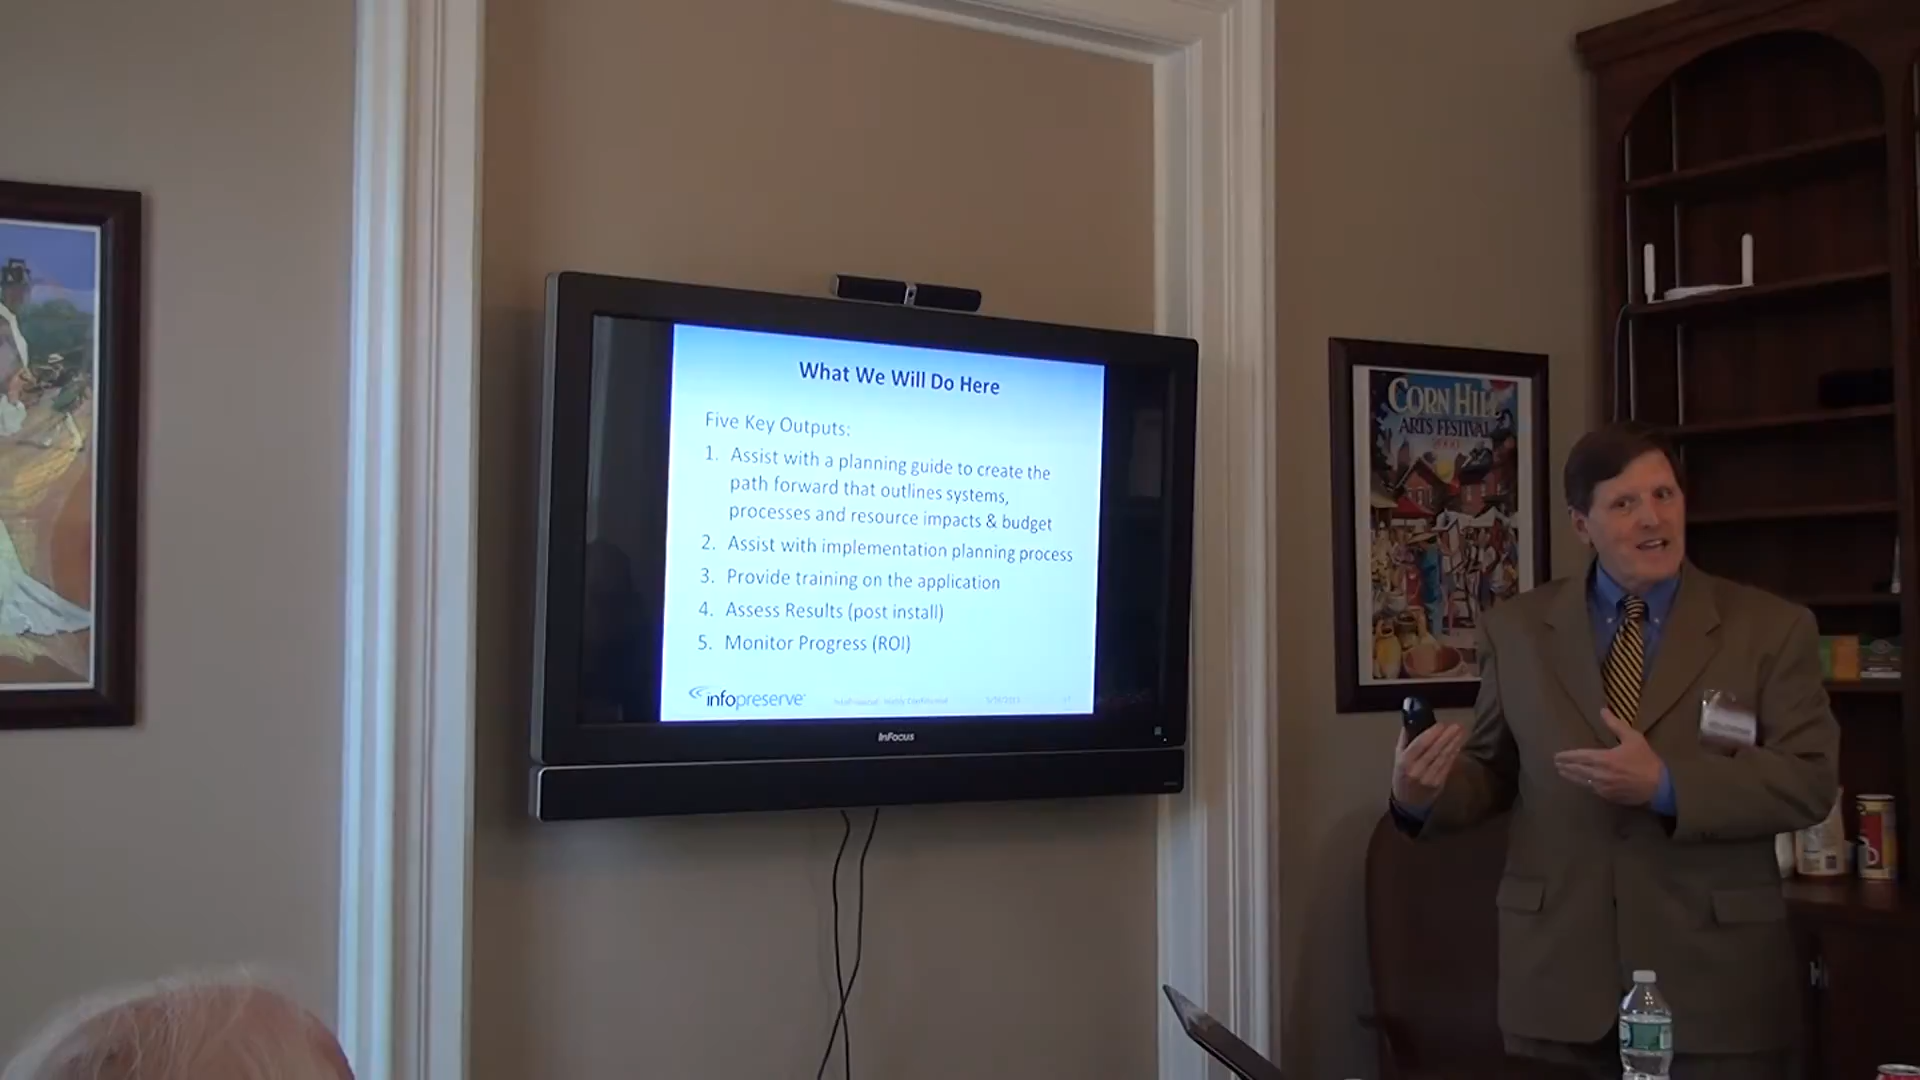 What We Will Do Here
Five Key Outputs:
1. Assist with a planning guide to create the
path forward that outlines systems,
processes and resource impacts & budget
2. Assist with implementation planning process
3. Provide training on the application
4. Assess Results (post install)
5. Monitor Progress (ROI)
infopreserve
InFocus
CORN HILL
ARTS FESTIVAL